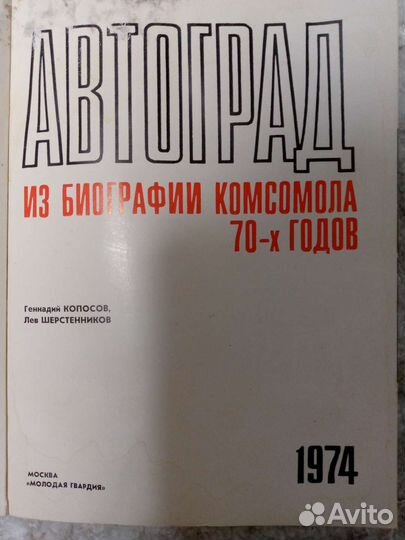 АВТОГРАД
ИЗ БИОГРАФИИ КОМСОМОЛА
70-х ГОДОВ
Геннадий КОПОСОВ,
Лев ШЕРСТЕННИКОВ
МОСКВА
«МОЛОДАЯ ГВАРДИЯ»
1974
Avito